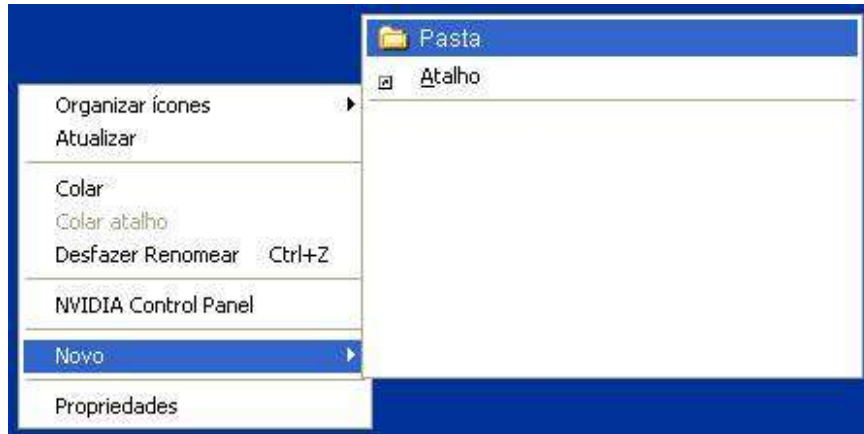 Pasta
Atalho
Organizar ícones
Atualizar
Colar
Colar atalho
Desfazer Renomear Ctrl+Z
NVIDIA Control Panel
Novo
Propriedades